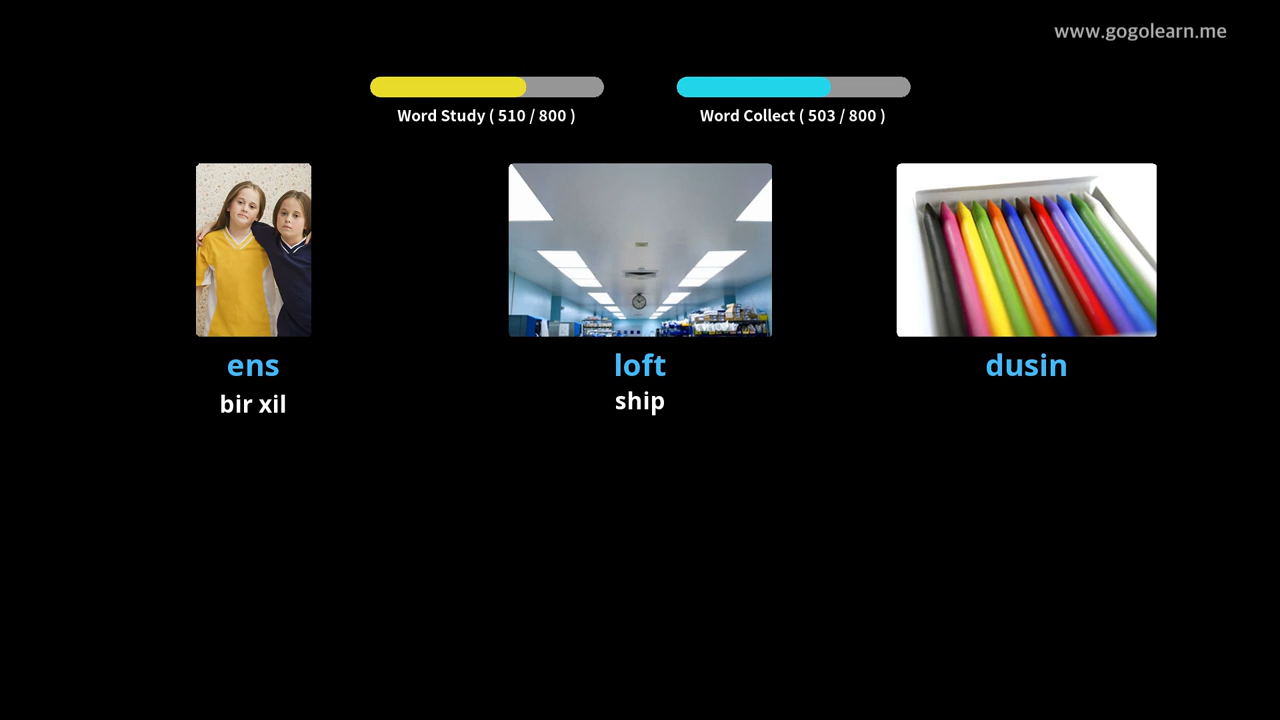 www.gogolearn.me
Word Study ( 510 / 800 )
Word Collect ( 503 / 800 )
ens
bir xil
loft
ship
dusin